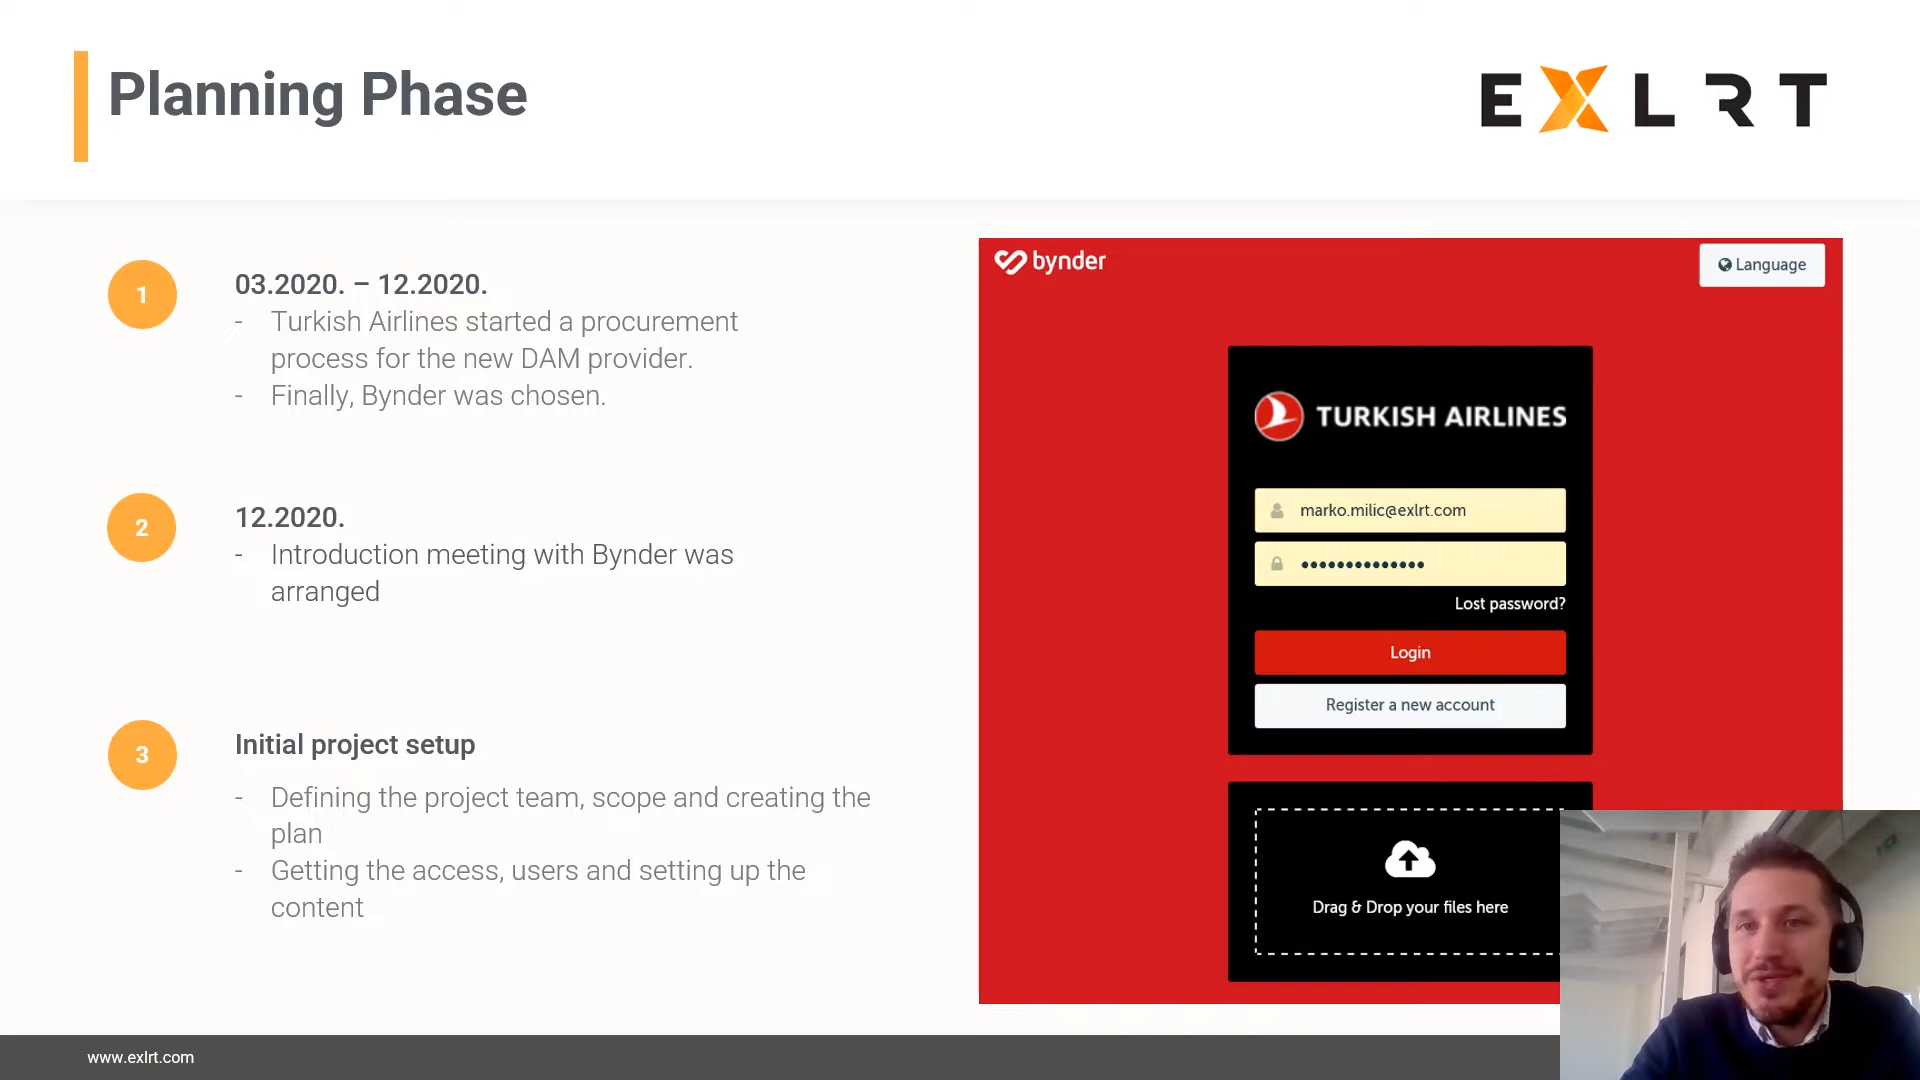 Planning Phase
EXLRT
1
03.2020. – 12.2020.
- Turkish Airlines started a procurement
process for the new DAM provider.
- Finally, Bynder was chosen.
2
12.2020.
- Introduction meeting with Bynder was
arranged
3
Initial project setup
- Defining the project team, scope and creating the
plan
- Getting the access, users and setting up the
content
bynder
Language
TURKISH AIRLINES
marko.milic@exlrt.com
••••••••••••••
Lost password?
Login
Register a new account
Drag & Drop your files here
www.exlrt.com